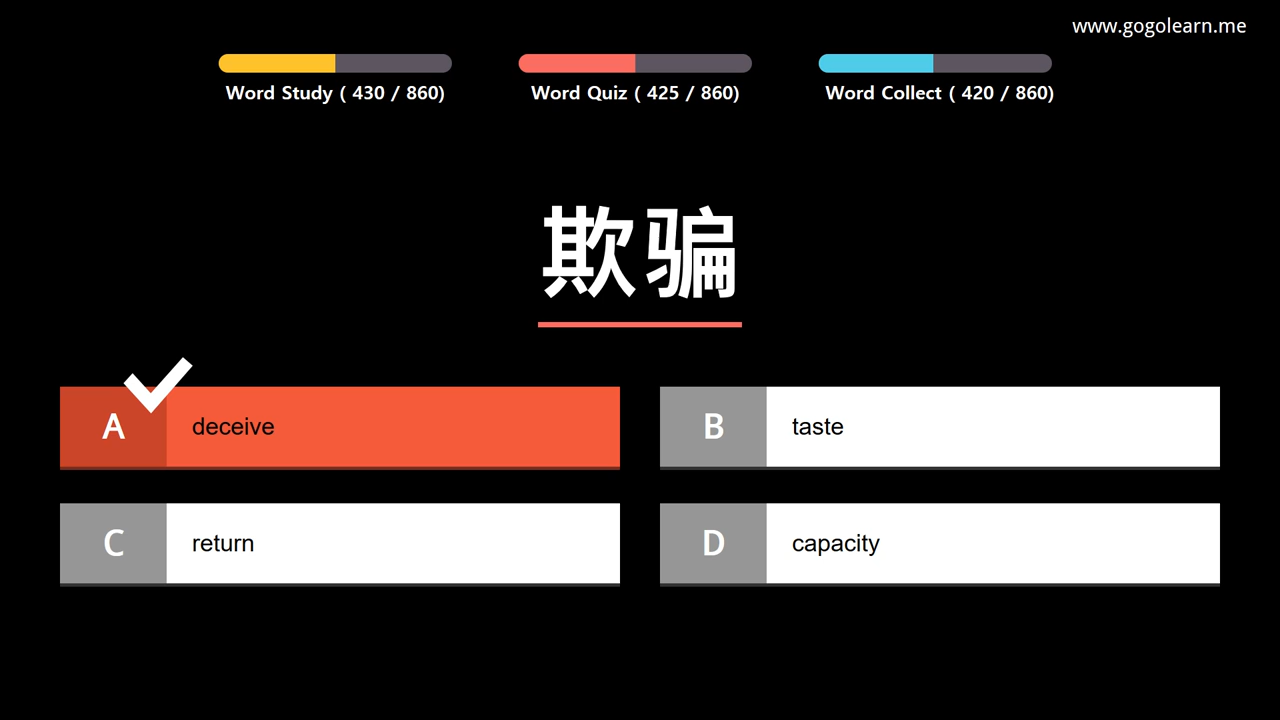 www.gogolearn.me
Word Study ( 430 / 860)
Word Quiz ( 425 / 860)
Word Collect ( 420 / 860)
欺骗
A deceive
B taste
C return
D capacity